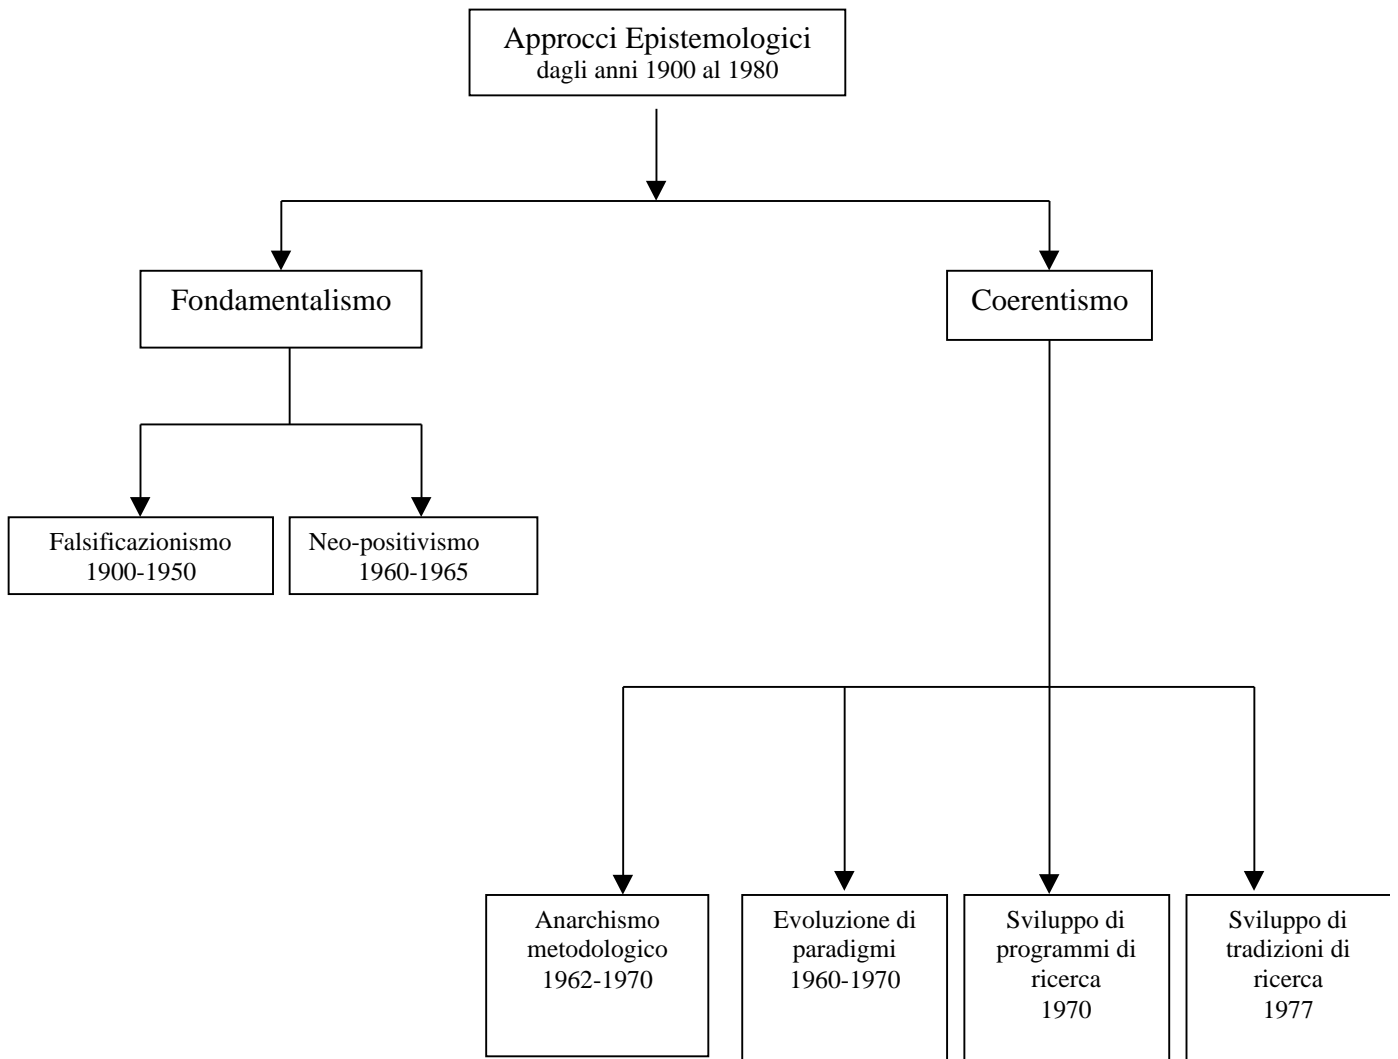 Approcci Epistemologici
dagli anni 1900 al 1980
Fondamentalismo
Coerentismo
Falsificazionismo
1900-1950
Neo-positivismo
1960-1965
Anarchismo
metodologico
1962-1970
Evoluzione di
paradigmi
1960-1970
Sviluppo di
programmi di
ricerca
1970
Sviluppo di
tradizioni di
ricerca
1977